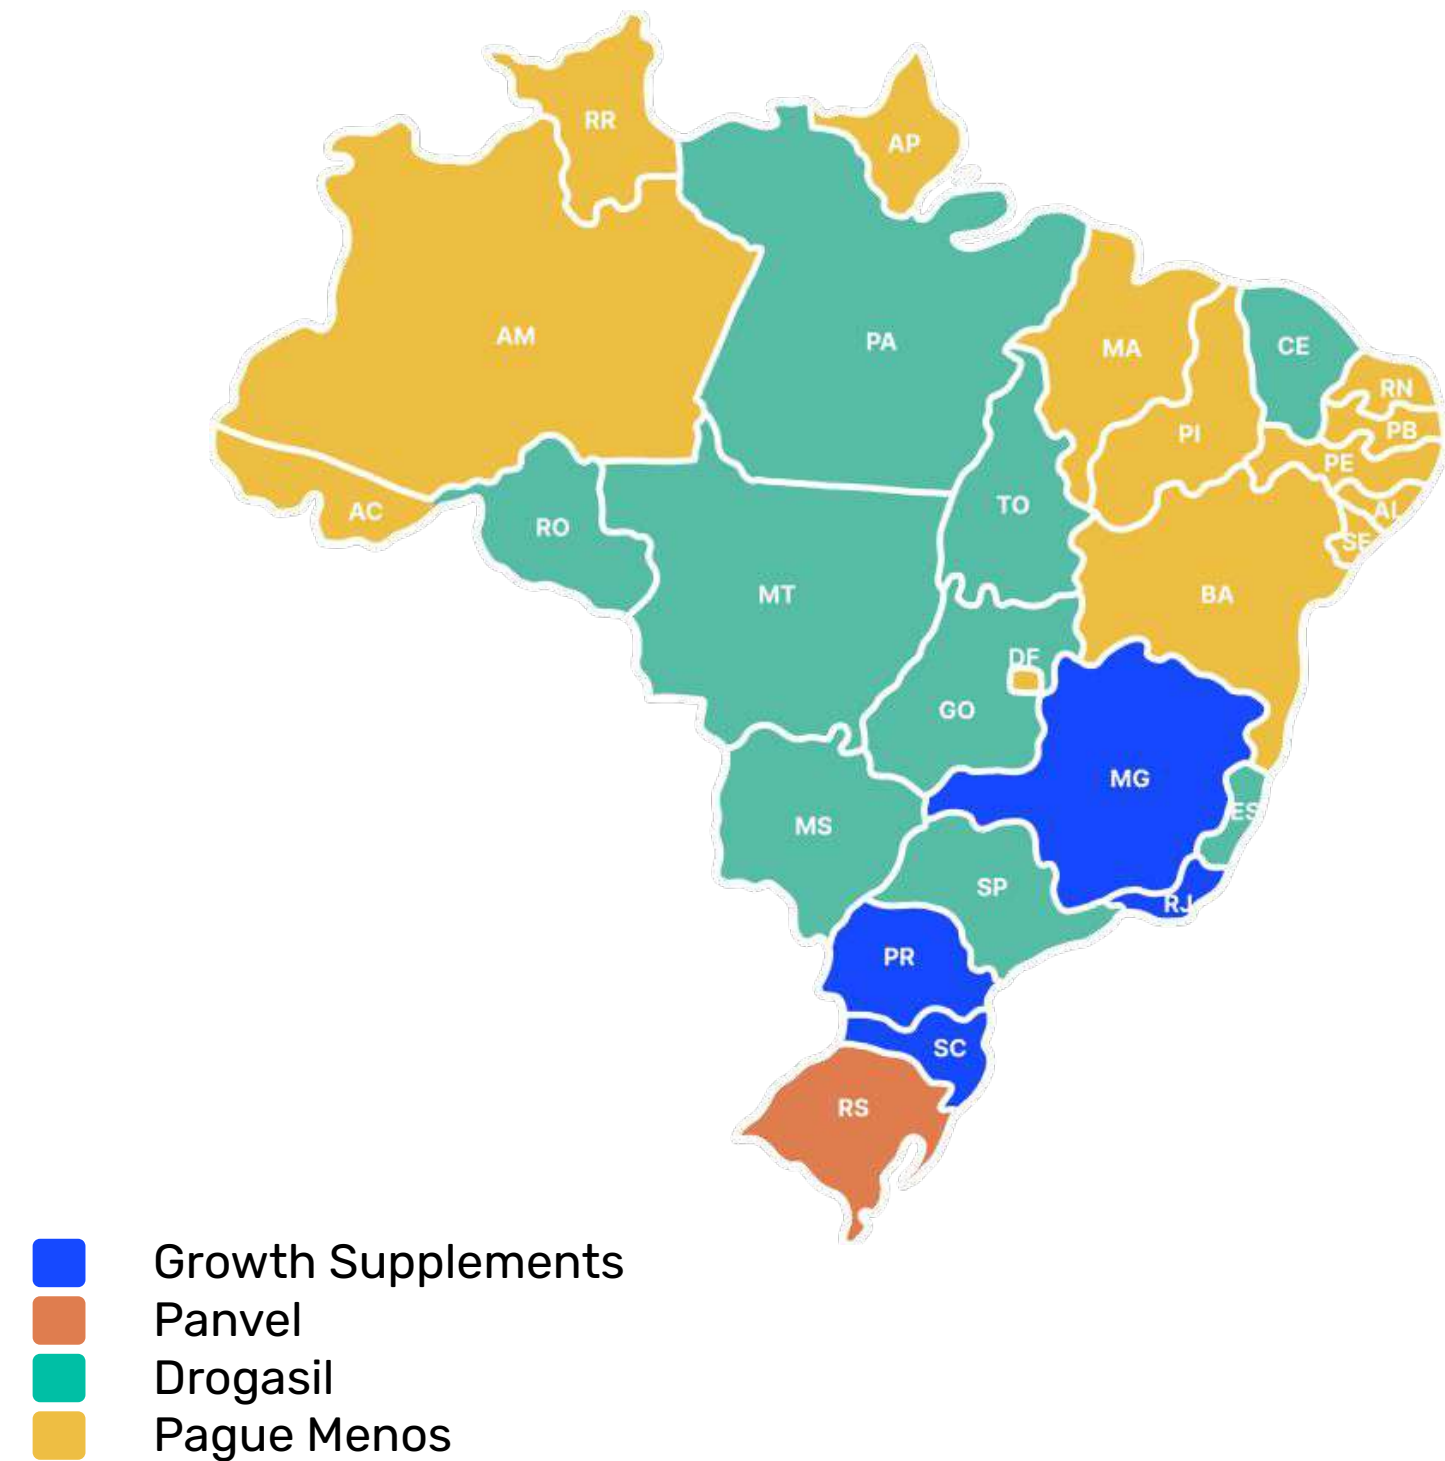 RR
AP
AM
PA
MA
CE
RN
PB
PI
PE
AC
TO
AL
RO
SE
MT
BA
DF
GO
MG
ES
MS
SP
RJ
PR
SC
RS
Growth Supplements
Panvel
Drogasil
Pague Menos